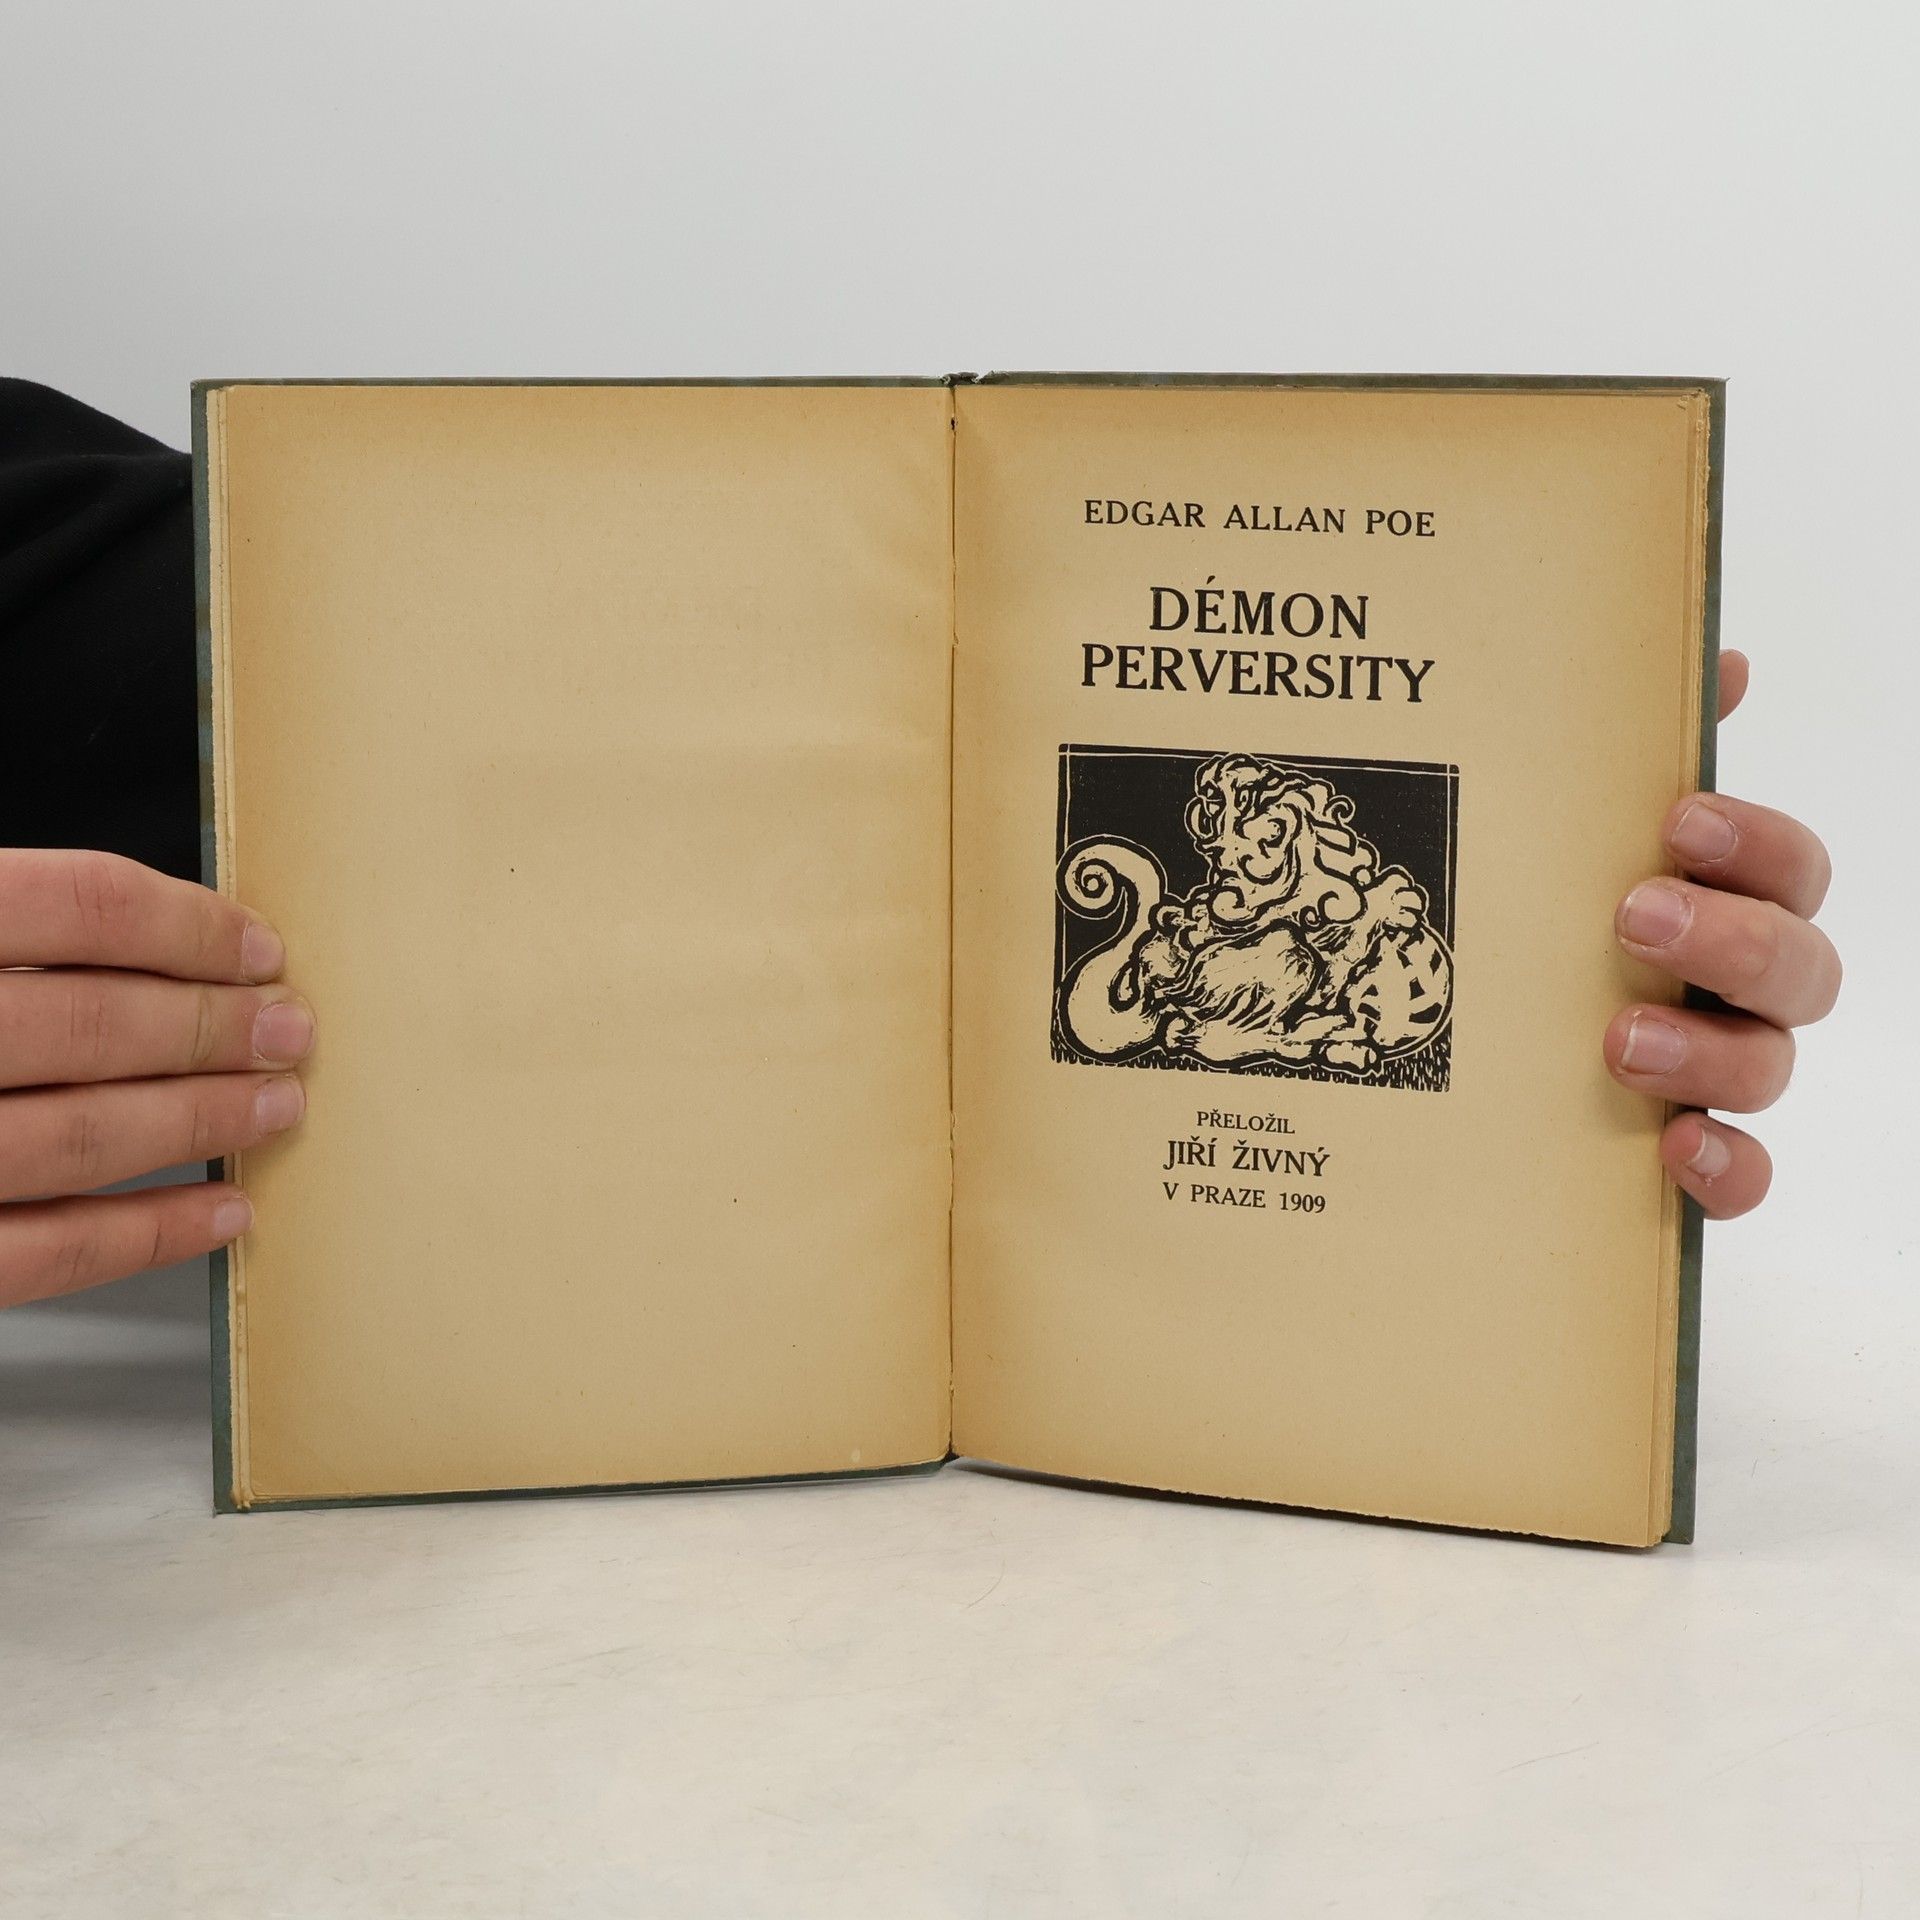 EDGAR ALLAN POE
DÉMON
PERVERSITY
PŘELOŽIL
JIŘÍ ŽIVNÝ
V PRAZE 1909